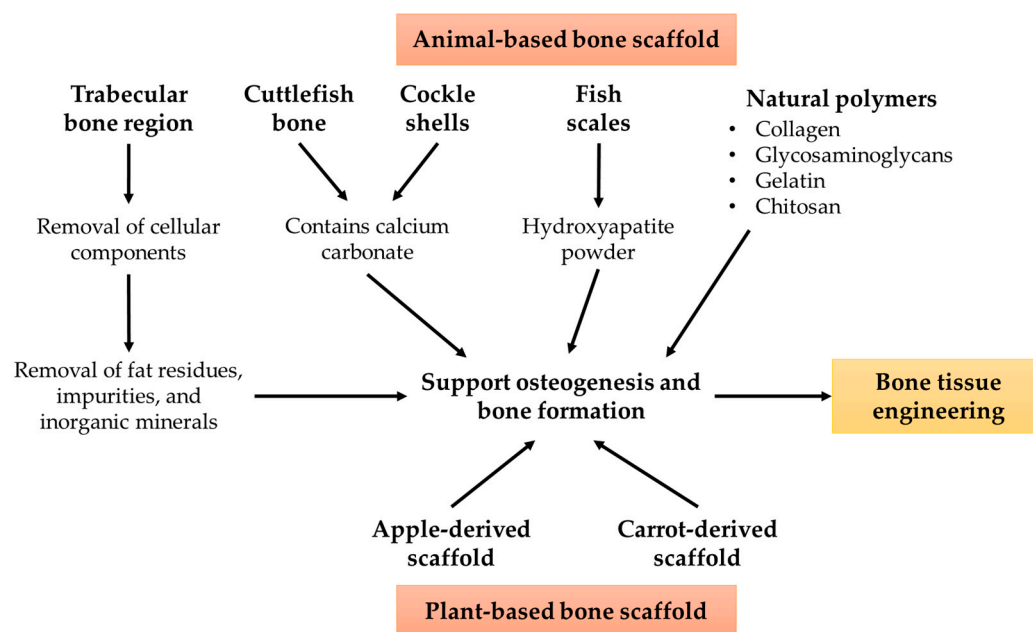 Animal-based bone scaffold
Trabecular
bone region
Cuttlefish
bone
Cockle
shells
Fish
scales
Natural polymers
• Collagen
• Glycosaminoglycans
• Gelatin
• Chitosan
Removal of cellular
components
Contains calcium
carbonate
Hydroxyapatite
powder
Removal of fat residues,
impurities, and
inorganic minerals
Support osteogenesis and
bone formation
Bone tissue
engineering
Apple-derived
scaffold
Carrot-derived
scaffold
Plant-based bone scaffold